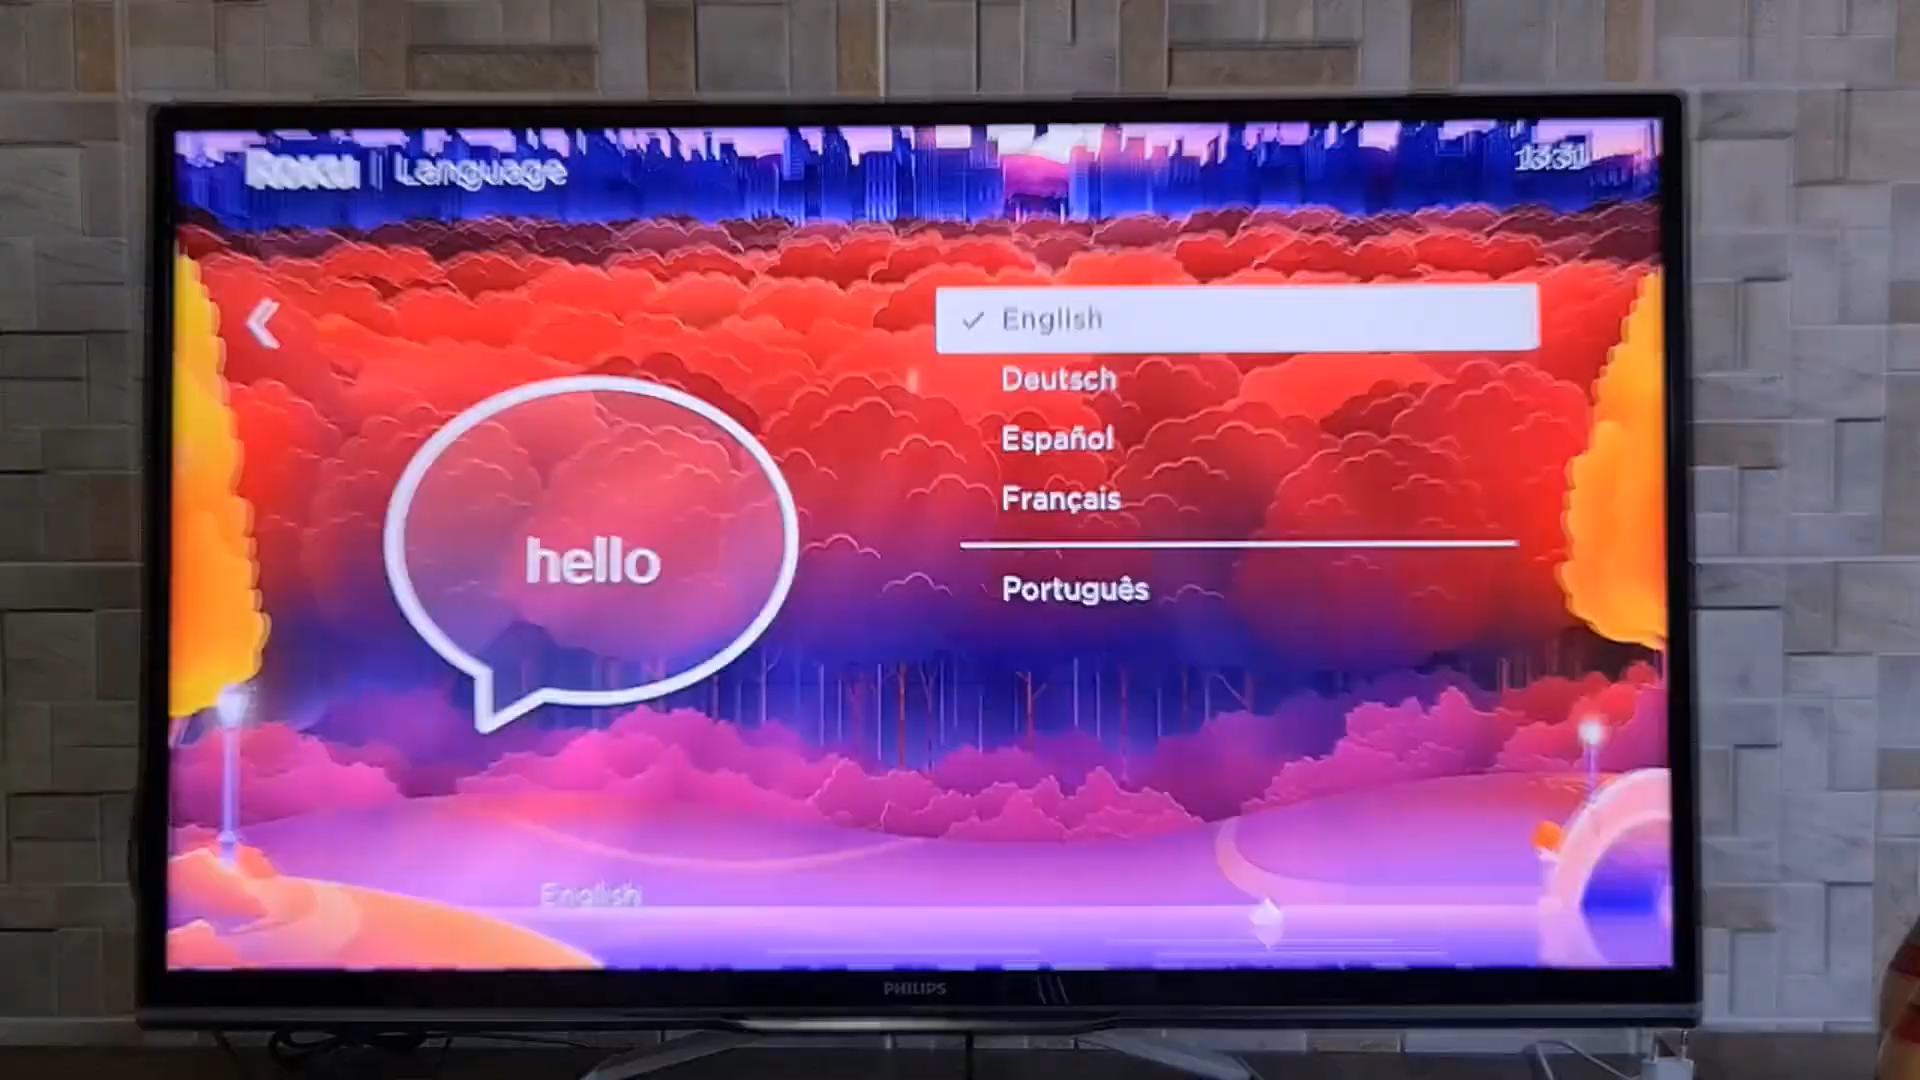 Roku | Language
13:31
English
Deutsch
Español
Français
Português
hello
English
PHILIPS